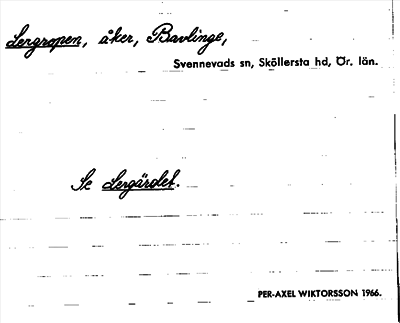 Lergropen, åker, Bavlinge,
Svennevads sn, Sköllersta hd, Ör. län.
Se Lergärdet.
PER-AXEL WIKTORSSON 1966.